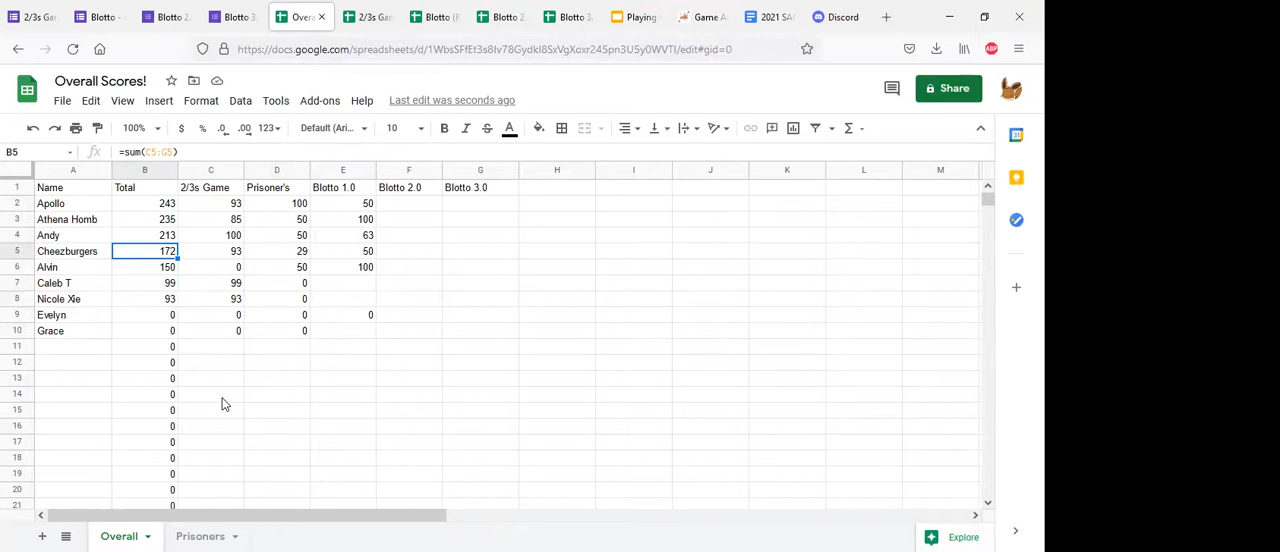 2/3s Game Blotto - Blotto 2. Blotto 3. Overa 2/3s Ga Blotto (F Blotto 2. Blotto 3. Playing Game A 2021 SA Discord
https://docs.google.com/spreadsheets/d/1WbsSFfEt3s8Iv78GydkI8SxVgXoxr245pn3U5y0WVTI/edit#gid=0 ABP
Overall Scores!
File Edit View Insert Format Data Tools Add-ons Help Last edit was seconds ago Share
100% $ % .0 .00 123 Default (Ari... 10 B I S A
B5 fx =sum(C5:G5)
A B C D E F G H I J K L M
1 Name Total 2/3s Game Prisoner's Blotto 1.0 Blotto 2.0 Blotto 3.0
2 Apollo 243 93 100 50
3 Athena Homb 235 85 50 100
4 Andy 213 100 50 63
5 Cheezburgers 172 93 29 50
6 Alvin 150 0 50 100
7 Caleb T 99 99 0
8 Nicole Xie 93 93 0
9 Evelyn 0 0 0 0
10 Grace 0 0 0
11 0
12 0
13 0
14 0
15 0
16 0
17 0
18 0
19 0
20 0
21 0
Overall Prisoners Explore